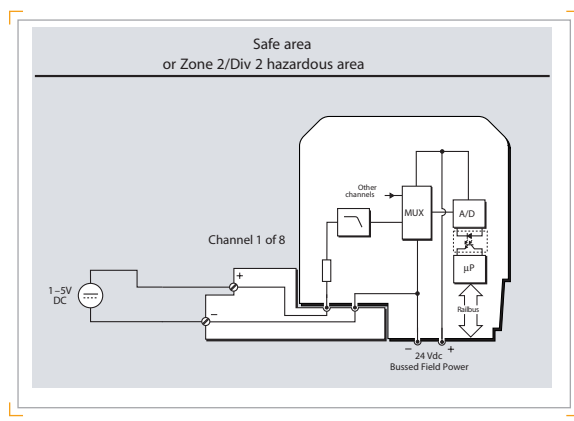 Safe area
or Zone 2/Div 2 hazardous area
Other
channels
MUX
A/D
Channel 1 of 8
µP
+
1–5V
DC
Railbus
–
–
+
24 Vdc
Bussed Field Power